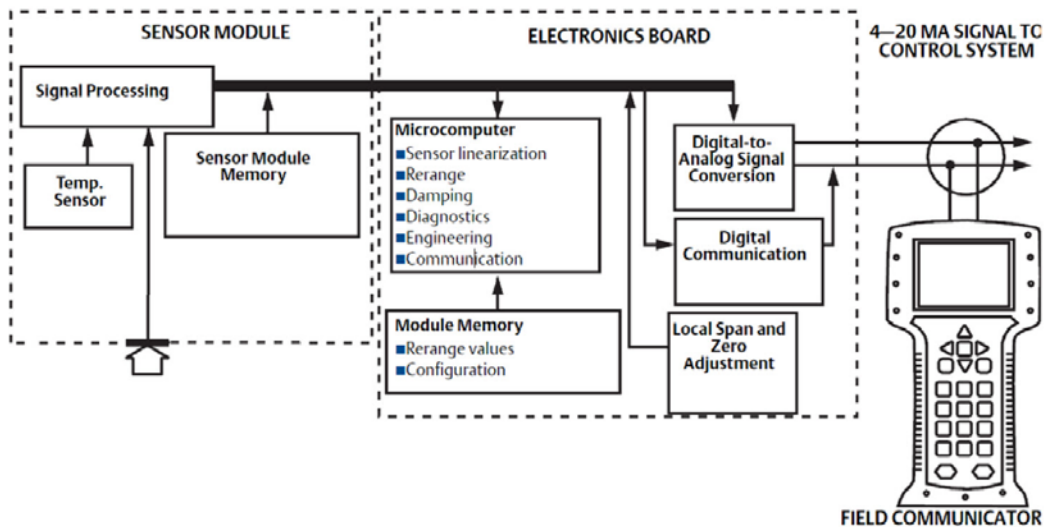 SENSOR MODULE
Signal Processing
Temp.
Sensor
Sensor Module
Memory
ELECTRONICS BOARD
Microcomputer
■Sensor linearization
■Rerange
■Damping
■Diagnostics
■Engineering
■Communication
Module Memory
■Rerange values
■Configuration
Digital-to-
Analog Signal
Conversion
Digital
Communication
Local Span and
Zero
Adjustment
4—20 MA SIGNAL TO
CONTROL SYSTEM
FIELD COMMUNICATOR